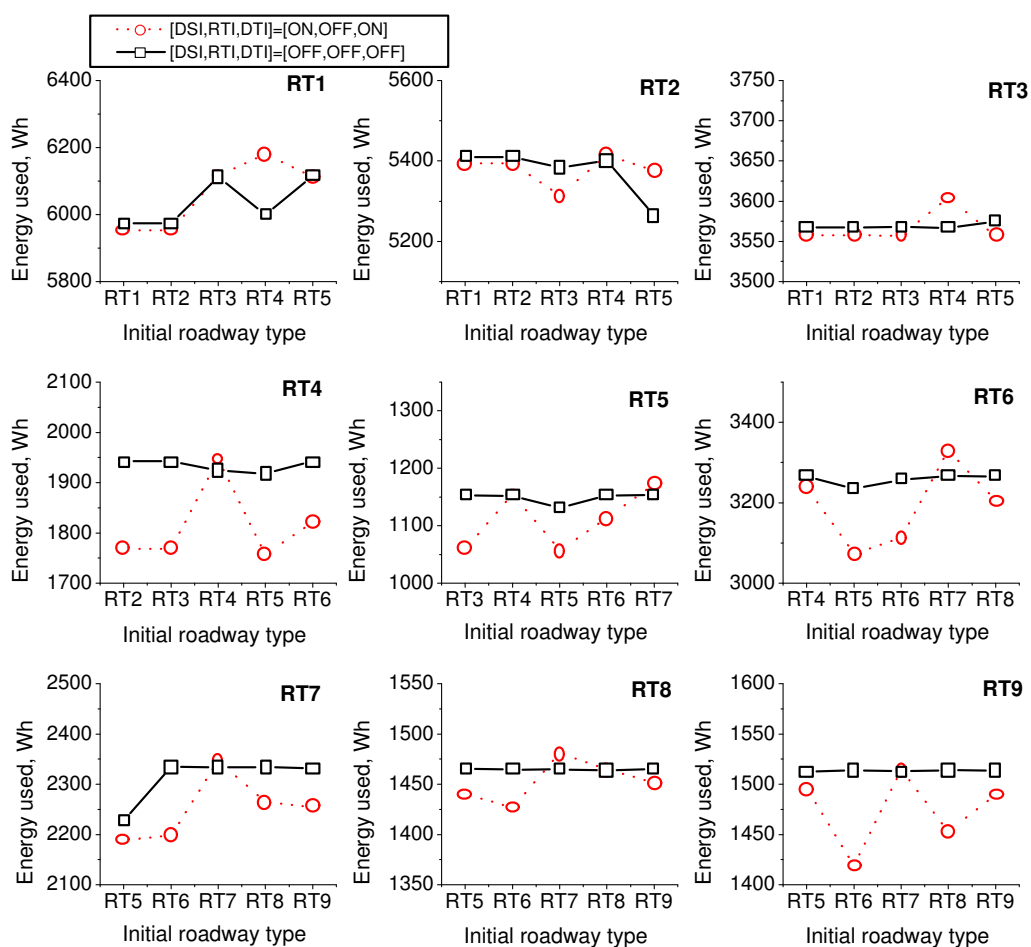 [DSI,RTI,DTI]=[ON,OFF,ON]
[DSI,RTI,DTI]=[OFF,OFF,OFF]
RT1
6400
6200
6000
5800
Energy used, Wh
RT1 RT2 RT3 RT4 RT5
Initial roadway type
RT2
5600
5400
5200
Energy used, Wh
RT1 RT2 RT3 RT4 RT5
Initial roadway type
RT3
3750
3700
3650
3600
3550
3500
Energy used, Wh
RT1 RT2 RT3 RT4 RT5
Initial roadway type
RT4
2100
2000
1900
1800
1700
Energy used, Wh
RT2 RT3 RT4 RT5 RT6
Initial roadway type
RT5
1300
1200
1100
1000
Energy used, Wh
RT3 RT4 RT5 RT6 RT7
Initial roadway type
RT6
3400
3200
3000
Energy used, Wh
RT4 RT5 RT6 RT7 RT8
Initial roadway type
RT7
2500
2400
2300
2200
2100
Energy used, Wh
RT5 RT6 RT7 RT8 RT9
Initial roadway type
RT8
1550
1500
1450
1400
1350
Energy used, Wh
RT5 RT6 RT7 RT8 RT9
Initial roadway type
RT9
1600
1550
1500
1450
1400
Energy used, Wh
RT5 RT6 RT7 RT8 RT9
Initial roadway type